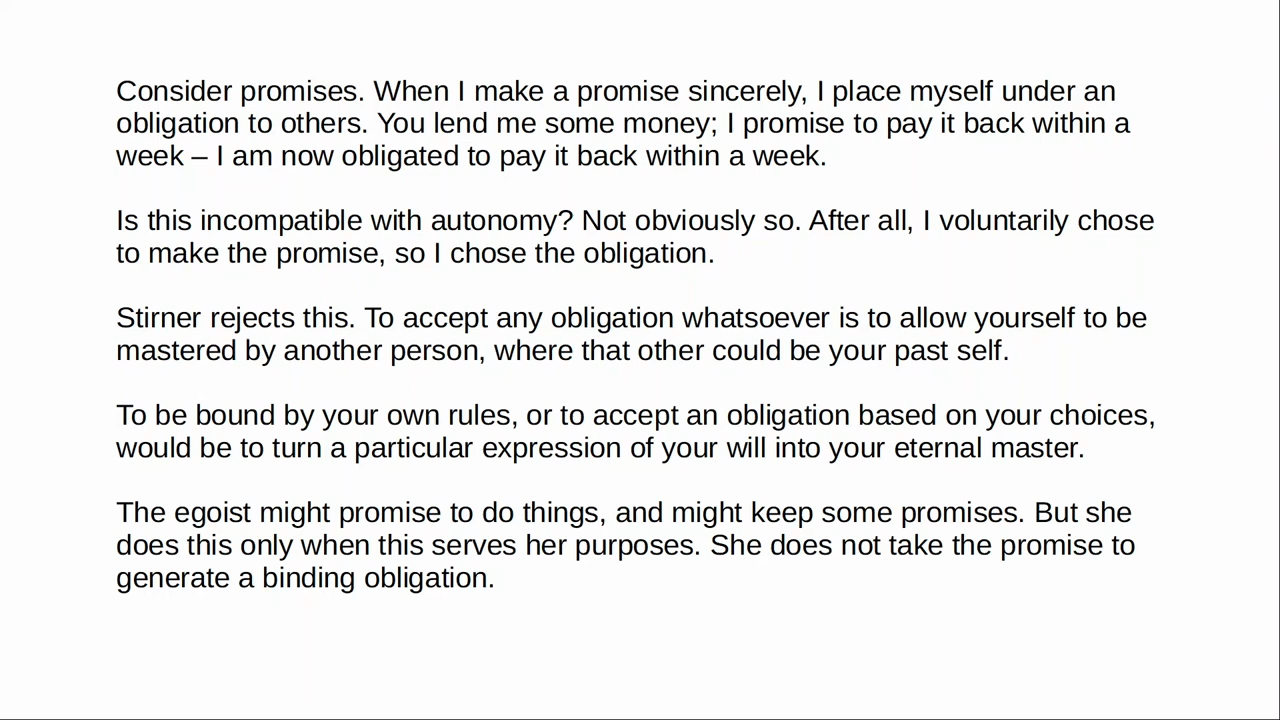 Consider promises. When I make a promise sincerely, I place myself under an
obligation to others. You lend me some money; I promise to pay it back within a
week – I am now obligated to pay it back within a week.
Is this incompatible with autonomy? Not obviously so. After all, I voluntarily chose
to make the promise, so I chose the obligation.
Stirner rejects this. To accept any obligation whatsoever is to allow yourself to be
mastered by another person, where that other could be your past self.
To be bound by your own rules, or to accept an obligation based on your choices,
would be to turn a particular expression of your will into your eternal master.
The egoist might promise to do things, and might keep some promises. But she
does this only when this serves her purposes. She does not take the promise to
generate a binding obligation.